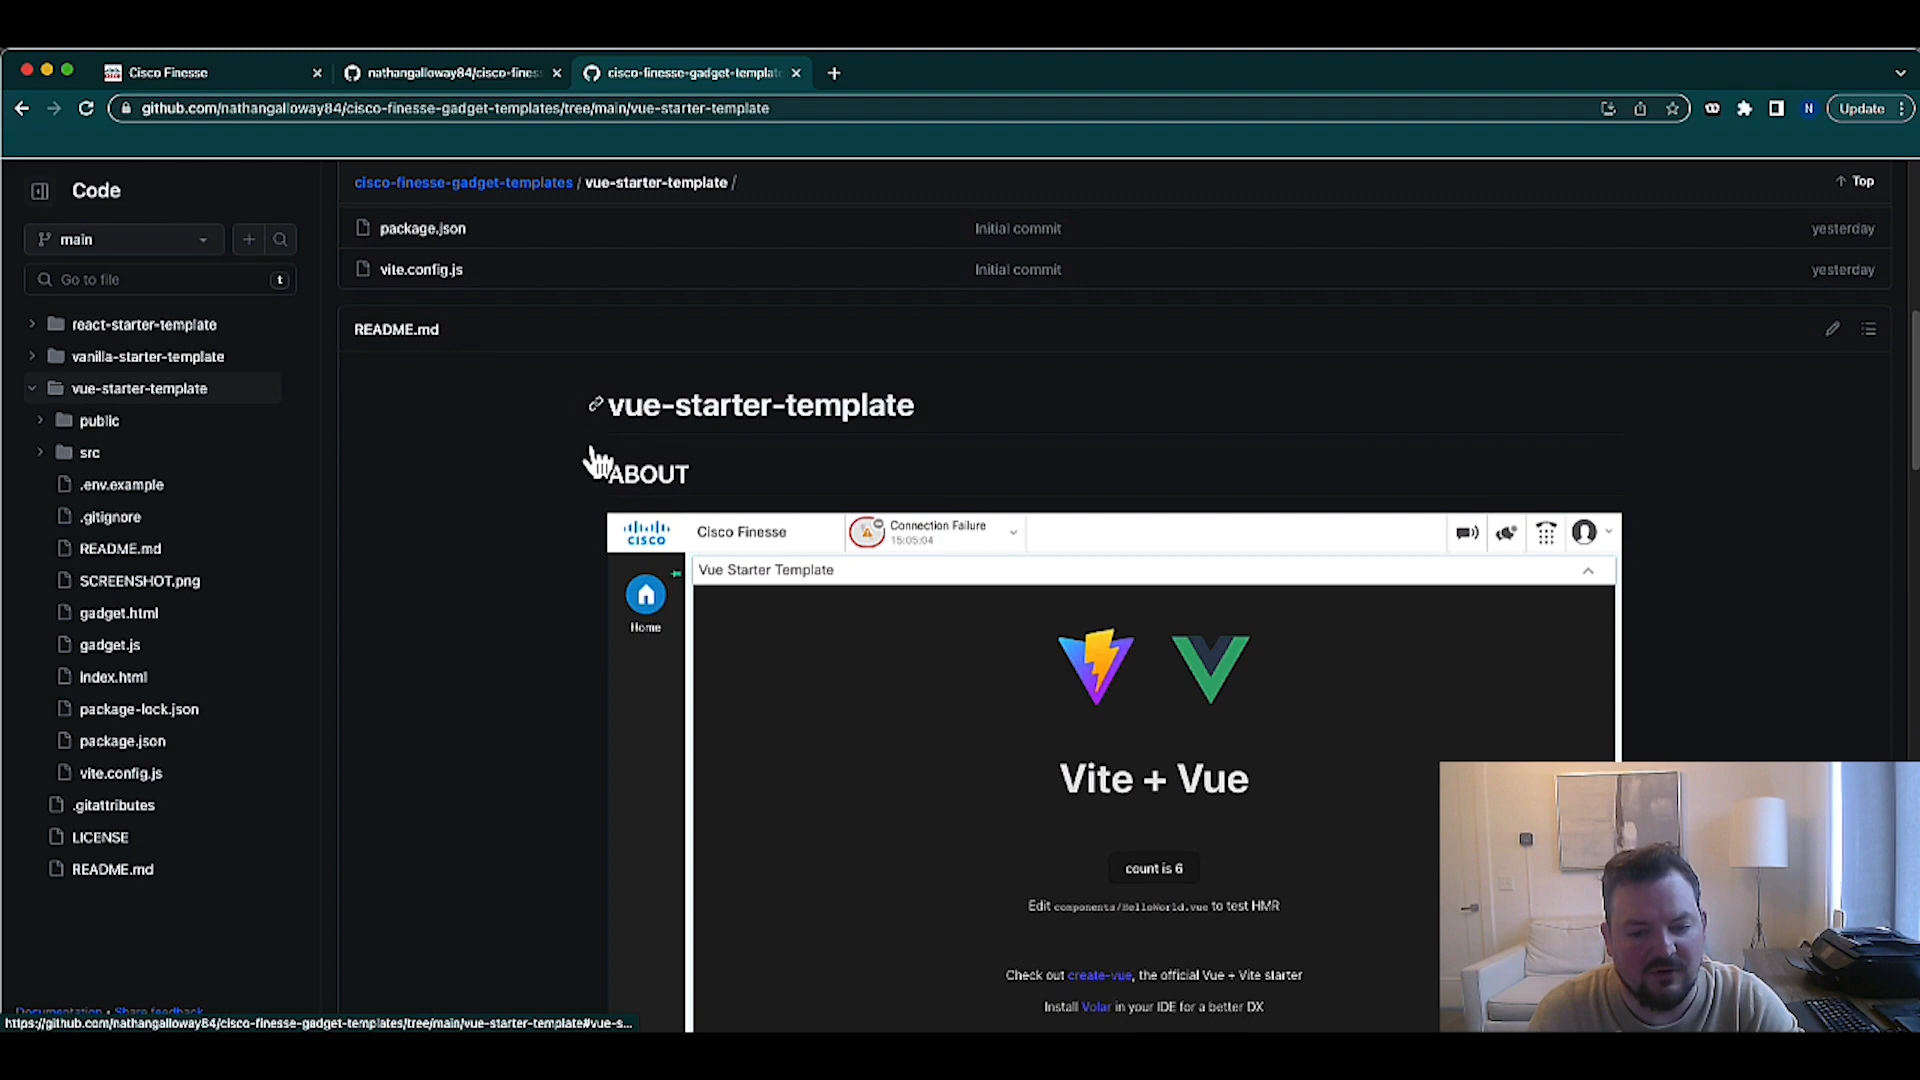 Cisco Finesse
nathangalloway84/cisco-fines
cisco-finesse-gadget-templat
github.com/nathangalloway84/cisco-finesse-gadget-templates/tree/main/vue-starter-template
N
Update
Code
main
Go to file
t
react-starter-template
vanilla-starter-template
vue-starter-template
public
src
.env.example
.gitignore
README.md
SCREENSHOT.png
gadget.html
gadget.js
index.html
package-lock.json
package.json
vite.config.js
.gitattributes
LICENSE
README.md
Documentation • Share feedback
https://github.com/nathangalloway84/cisco-finesse-gadget-templates/tree/main/vue-starter-template#vue-s...
cisco-finesse-gadget-templates / vue-starter-template /
Top
package.json Initial commit yesterday
vite.config.js Initial commit yesterday
README.md
vue-starter-template
ABOUT
CISCO
Cisco Finesse
Connection Failure
15:05:04
Vue Starter Template
Home
Vite + Vue
count is 6
Edit components/HelloWorld.vue to test HMR
Check out create-vue, the official Vue + Vite starter
Install Volar in your IDE for a better DX